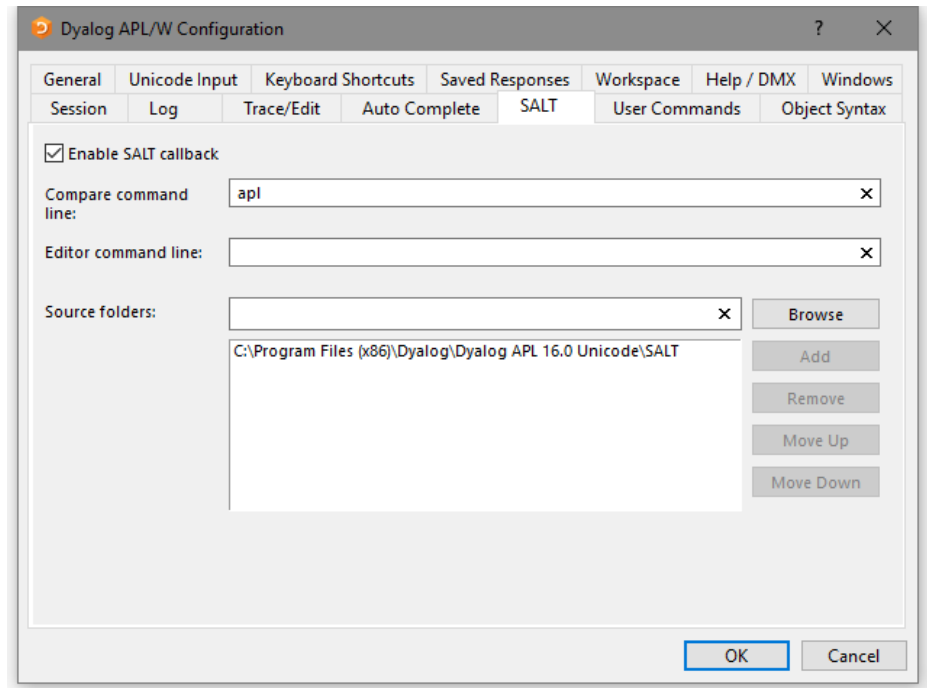 Dyalog APL/W Configuration
General Unicode Input Keyboard Shortcuts Saved Responses Workspace Help / DMX Windows
Session Log Trace/Edit Auto Complete SALT User Commands Object Syntax
Enable SALT callback
Compare command
line:
apl
Editor command line:
Source folders:
Browse
C:\Program Files (x86)\Dyalog\Dyalog APL 16.0 Unicode\SALT
Add
Remove
Move Up
Move Down
OK Cancel